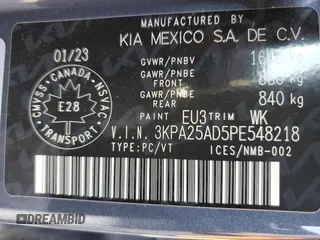 MANUFACTURED BY
KIA MEXICO S.A. DE C.V.
01/23
GVWR/PNBV
GAWR/PNBE
FRONT
GAWR/PNBE 840 kg
REAR
PAINT EU3 TRIM WK
V.I.N. 3KPA25AD5PE548218
TYPE:PC/VT ICES/NMB-002
CMVSS • CANADA • NSVAC
E28
TRANSPORT
DREAMBID